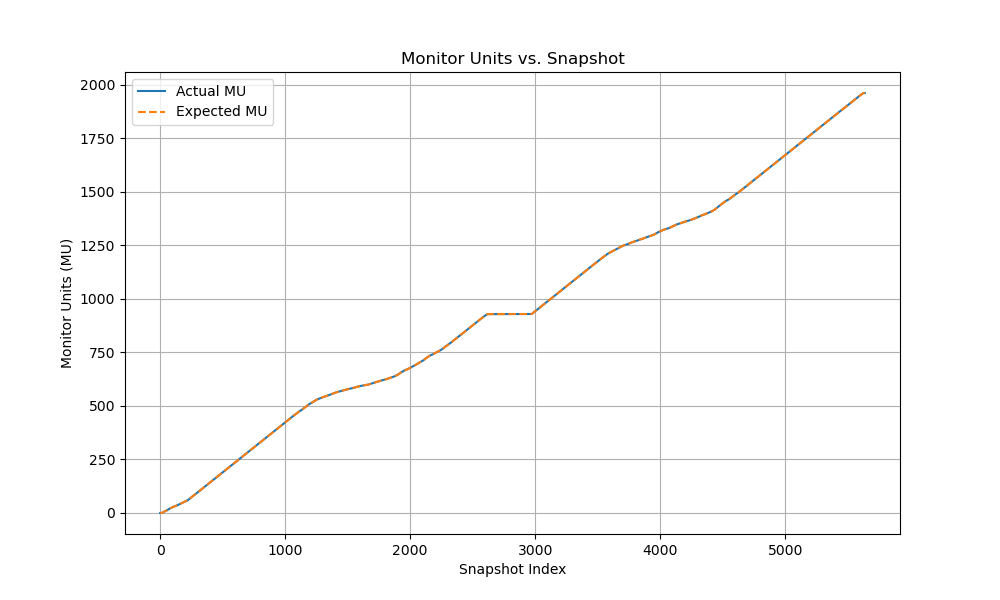 Monitor Units vs. Snapshot
Actual MU
Expected MU
2000
1750
1500
1250
1000
750
500
250
0
Monitor Units (MU)
0 1000 2000 3000 4000 5000
Snapshot Index